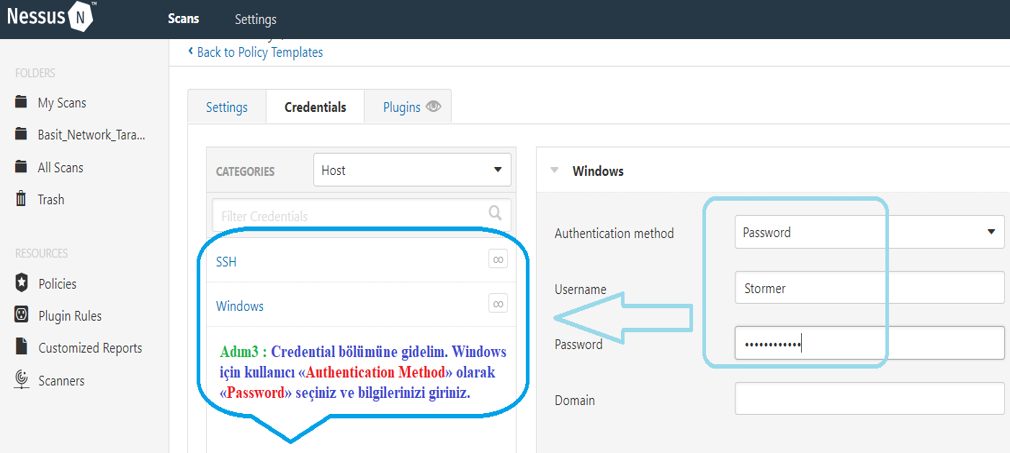 Nessus N ™
Scans Settings
‹ Back to Policy Templates
FOLDERS
My Scans
Basit_Network_Tara...
All Scans
Trash
RESOURCES
Policies
Plugin Rules
Customized Reports
Scanners
Settings Credentials Plugins
CATEGORIES Host
Filter Credentials
SSH ∞
Windows ∞
Adım3 : Credential bölümüne gidelim. Windows
için kullanıcı «Authentication Method» olarak
«Password» seçiniz ve bilgilerinizi giriniz.
Windows
Authentication method Password
Username Stormer
Password ••••••••••••
Domain